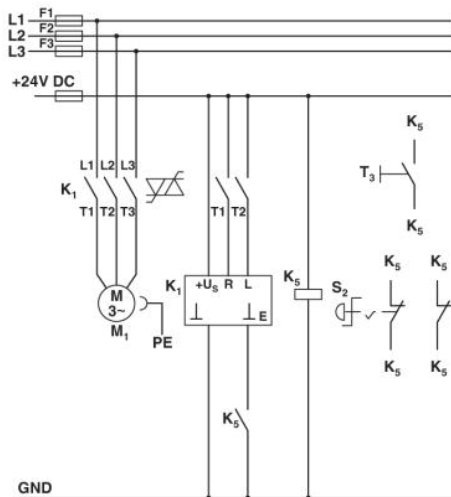 L1 F1
L2 F2
L3 F3
+24V DC
K5
L1 L2 L3
T3
K1
T1 T2 T3 T1 T2
K5
K5 K5
K1 +US R L K5 S2
M
3~
E
M1
PE
K5 K5
K5
GND